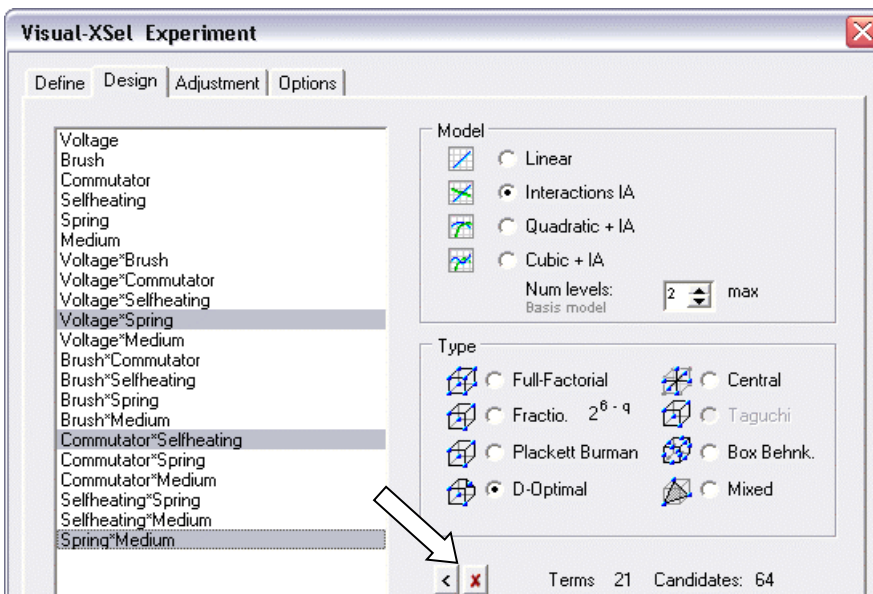 Visual-XSel Experiment
Define Design Adjustment Options
Voltage
Brush
Commutator
Selfheating
Spring
Medium
Voltage*Brush
Voltage*Commutator
Voltage*Selfheating
Voltage*Spring
Voltage*Medium
Brush*Commutator
Brush*Selfheating
Brush*Spring
Brush*Medium
Commutator*Selfheating
Commutator*Spring
Commutator*Medium
Selfheating*Spring
Selfheating*Medium
Spring*Medium
Model
Linear
Interactions IA
Quadratic + IA
Cubic + IA
Num levels: 2 max
Basis model
Type
Full-Factorial Central
Fractio. 2^6 - q Taguchi
Plackett Burman Box Behnk.
D-Optimal Mixed
< x Terms 21 Candidates: 64